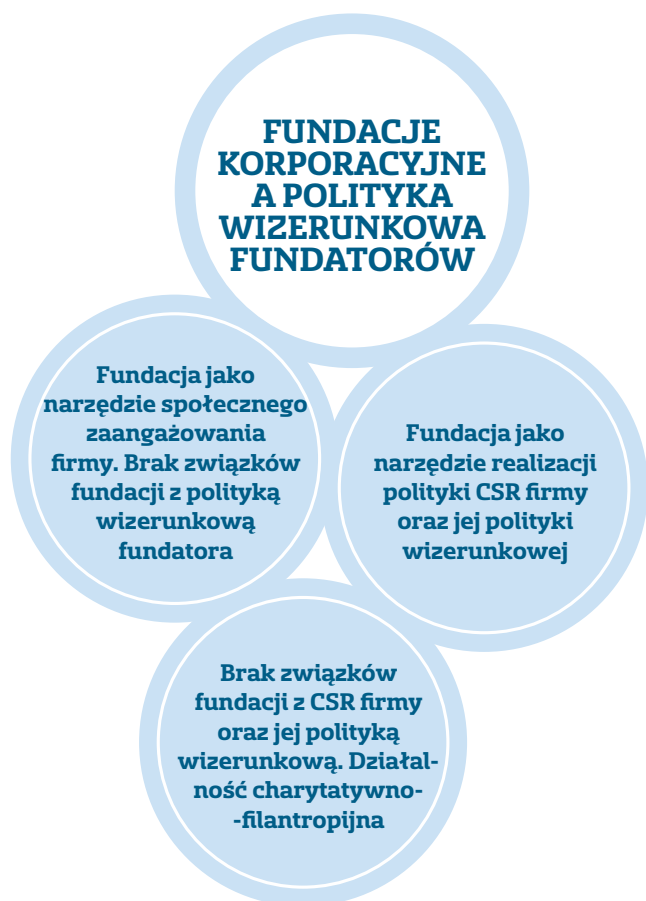 FUNDACJE
KORPORACYJNE
A POLITYKA
WIZERUNKOWA
FUNDATORÓW
Fundacja jako
narzędzie społecznego
zaangażowania
firmy. Brak związków
fundacji z polityką
wizerunkową
fundatora
Fundacja jako
narzędzie realizacji
polityki CSR firmy
oraz jej polityki
wizerunkowej
Brak związków
fundacji z CSR firmy
oraz jej polityką
wizerunkową. Działal-
ność charytatywno-
-filantropijna